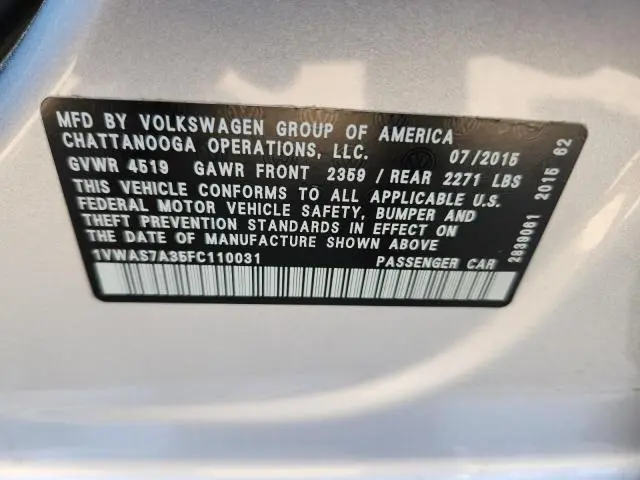 MFD BY VOLKSWAGEN GROUP OF AMERICA
CHATTANOOGA OPERATIONS, LLC. 07/2015
GVWR 4519 GAWR FRONT 2359 / REAR 2271 LBS
THIS VEHICLE CONFORMS TO ALL APPLICABLE U.S.
FEDERAL MOTOR VEHICLE SAFETY, BUMPER AND
THEFT PREVENTION STANDARDS IN EFFECT ON
THE DATE OF MANUFACTURE SHOWN ABOVE.
1VWAS7A35FC110031 PASSENGER CAR
2839061 2015 62